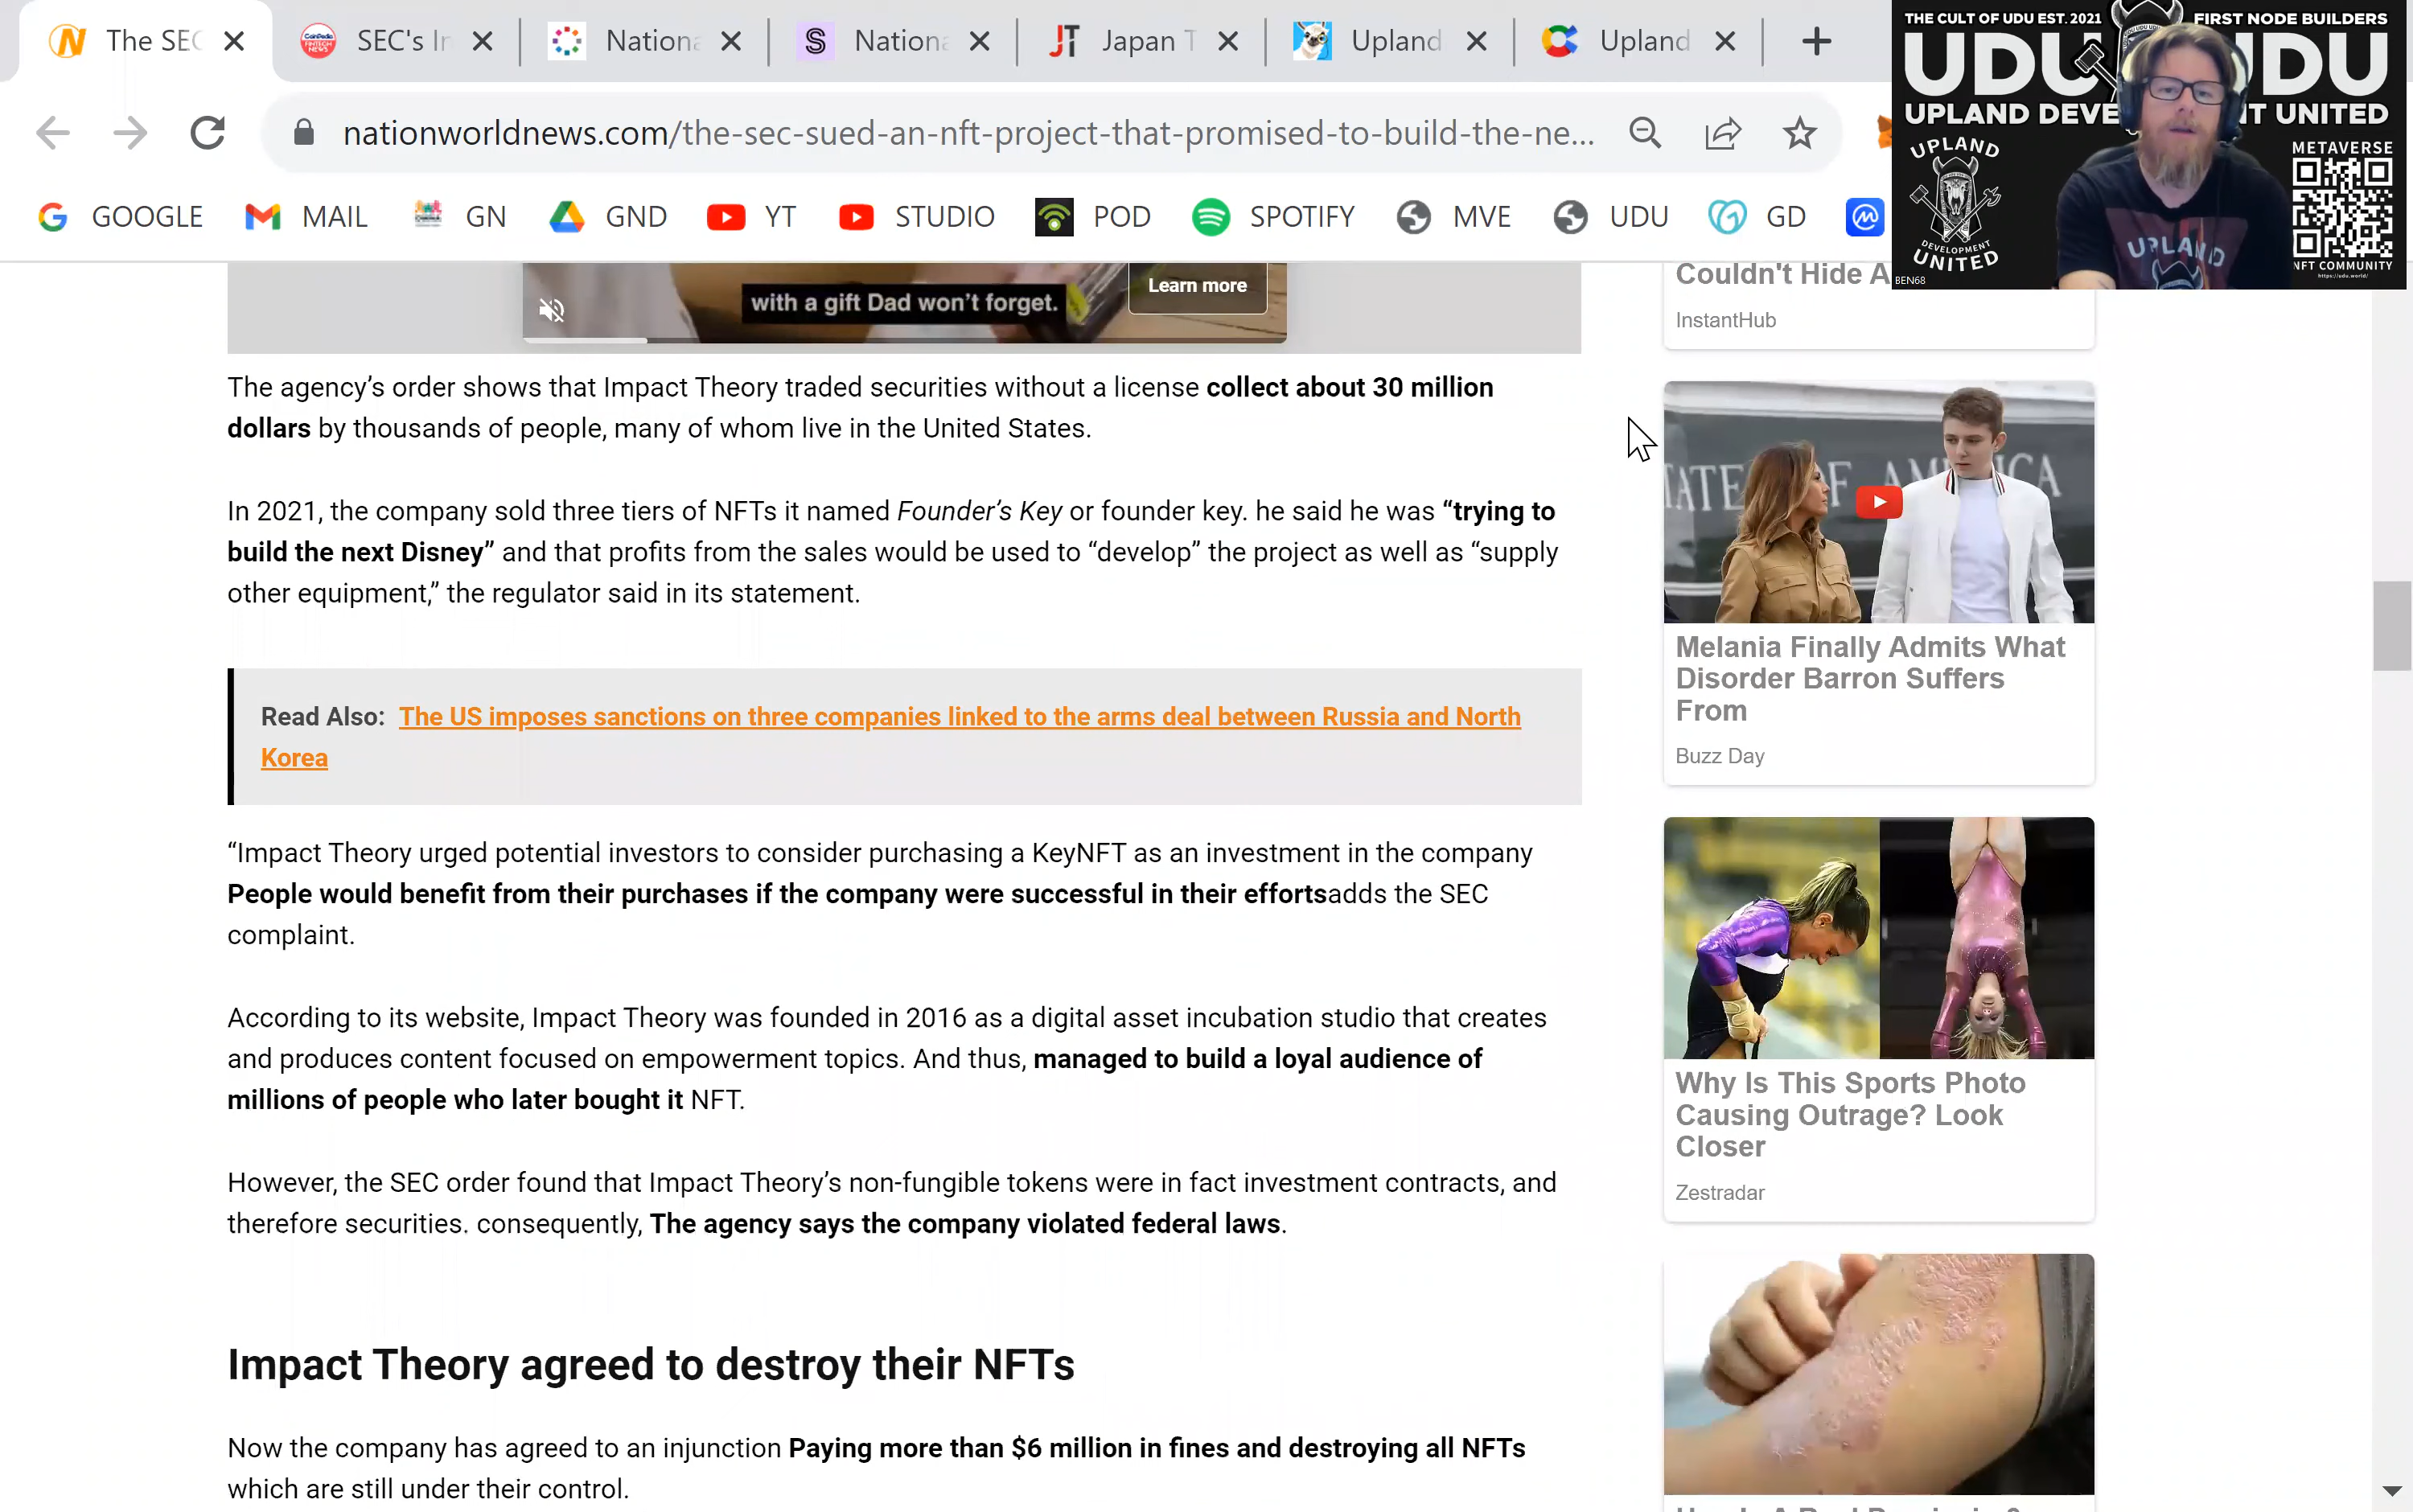 The SEC
SEC's In
Nationa
Nationa
Japan T
Upland
Upland
nationworldnews.com/the-sec-sued-an-nft-project-that-promised-to-build-the-ne...
GOOGLE
MAIL
GN
GND
YT
STUDIO
POD
SPOTIFY
MVE
UDU
GD
THE CULT OF UDU EST. 2021
FIRST NODE BUILDERS
UDU
UDU
UPLAND DEVE
NT UNITED
UPLAND
DEVELOPMENT
UNITED
METAVERSE
NFT COMMUNITY
https://udu.world/
UPLAND
BEN68
with a gift Dad won't forget.
Learn more
The agency’s order shows that Impact Theory traded securities without a license collect about 30 million
dollars by thousands of people, many of whom live in the United States.
In 2021, the company sold three tiers of NFTs it named Founder’s Key or founder key. he said he was “trying to
build the next Disney” and that profits from the sales would be used to “develop” the project as well as “supply
other equipment,” the regulator said in its statement.
Read Also: The US imposes sanctions on three companies linked to the arms deal between Russia and North
Korea
“Impact Theory urged potential investors to consider purchasing a KeyNFT as an investment in the company
People would benefit from their purchases if the company were successful in their effortsadds the SEC
complaint.
According to its website, Impact Theory was founded in 2016 as a digital asset incubation studio that creates
and produces content focused on empowerment topics. And thus, managed to build a loyal audience of
millions of people who later bought it NFT.
However, the SEC order found that Impact Theory’s non-fungible tokens were in fact investment contracts, and
therefore securities. consequently, The agency says the company violated federal laws.
Impact Theory agreed to destroy their NFTs
Now the company has agreed to an injunction Paying more than $6 million in fines and destroying all NFTs
which are still under their control.
Couldn't Hide A
InstantHub
STATE OF AMERICA
Melania Finally Admits What
Disorder Barron Suffers
From
Buzz Day
Why Is This Sports Photo
Causing Outrage? Look
Closer
Zestradar